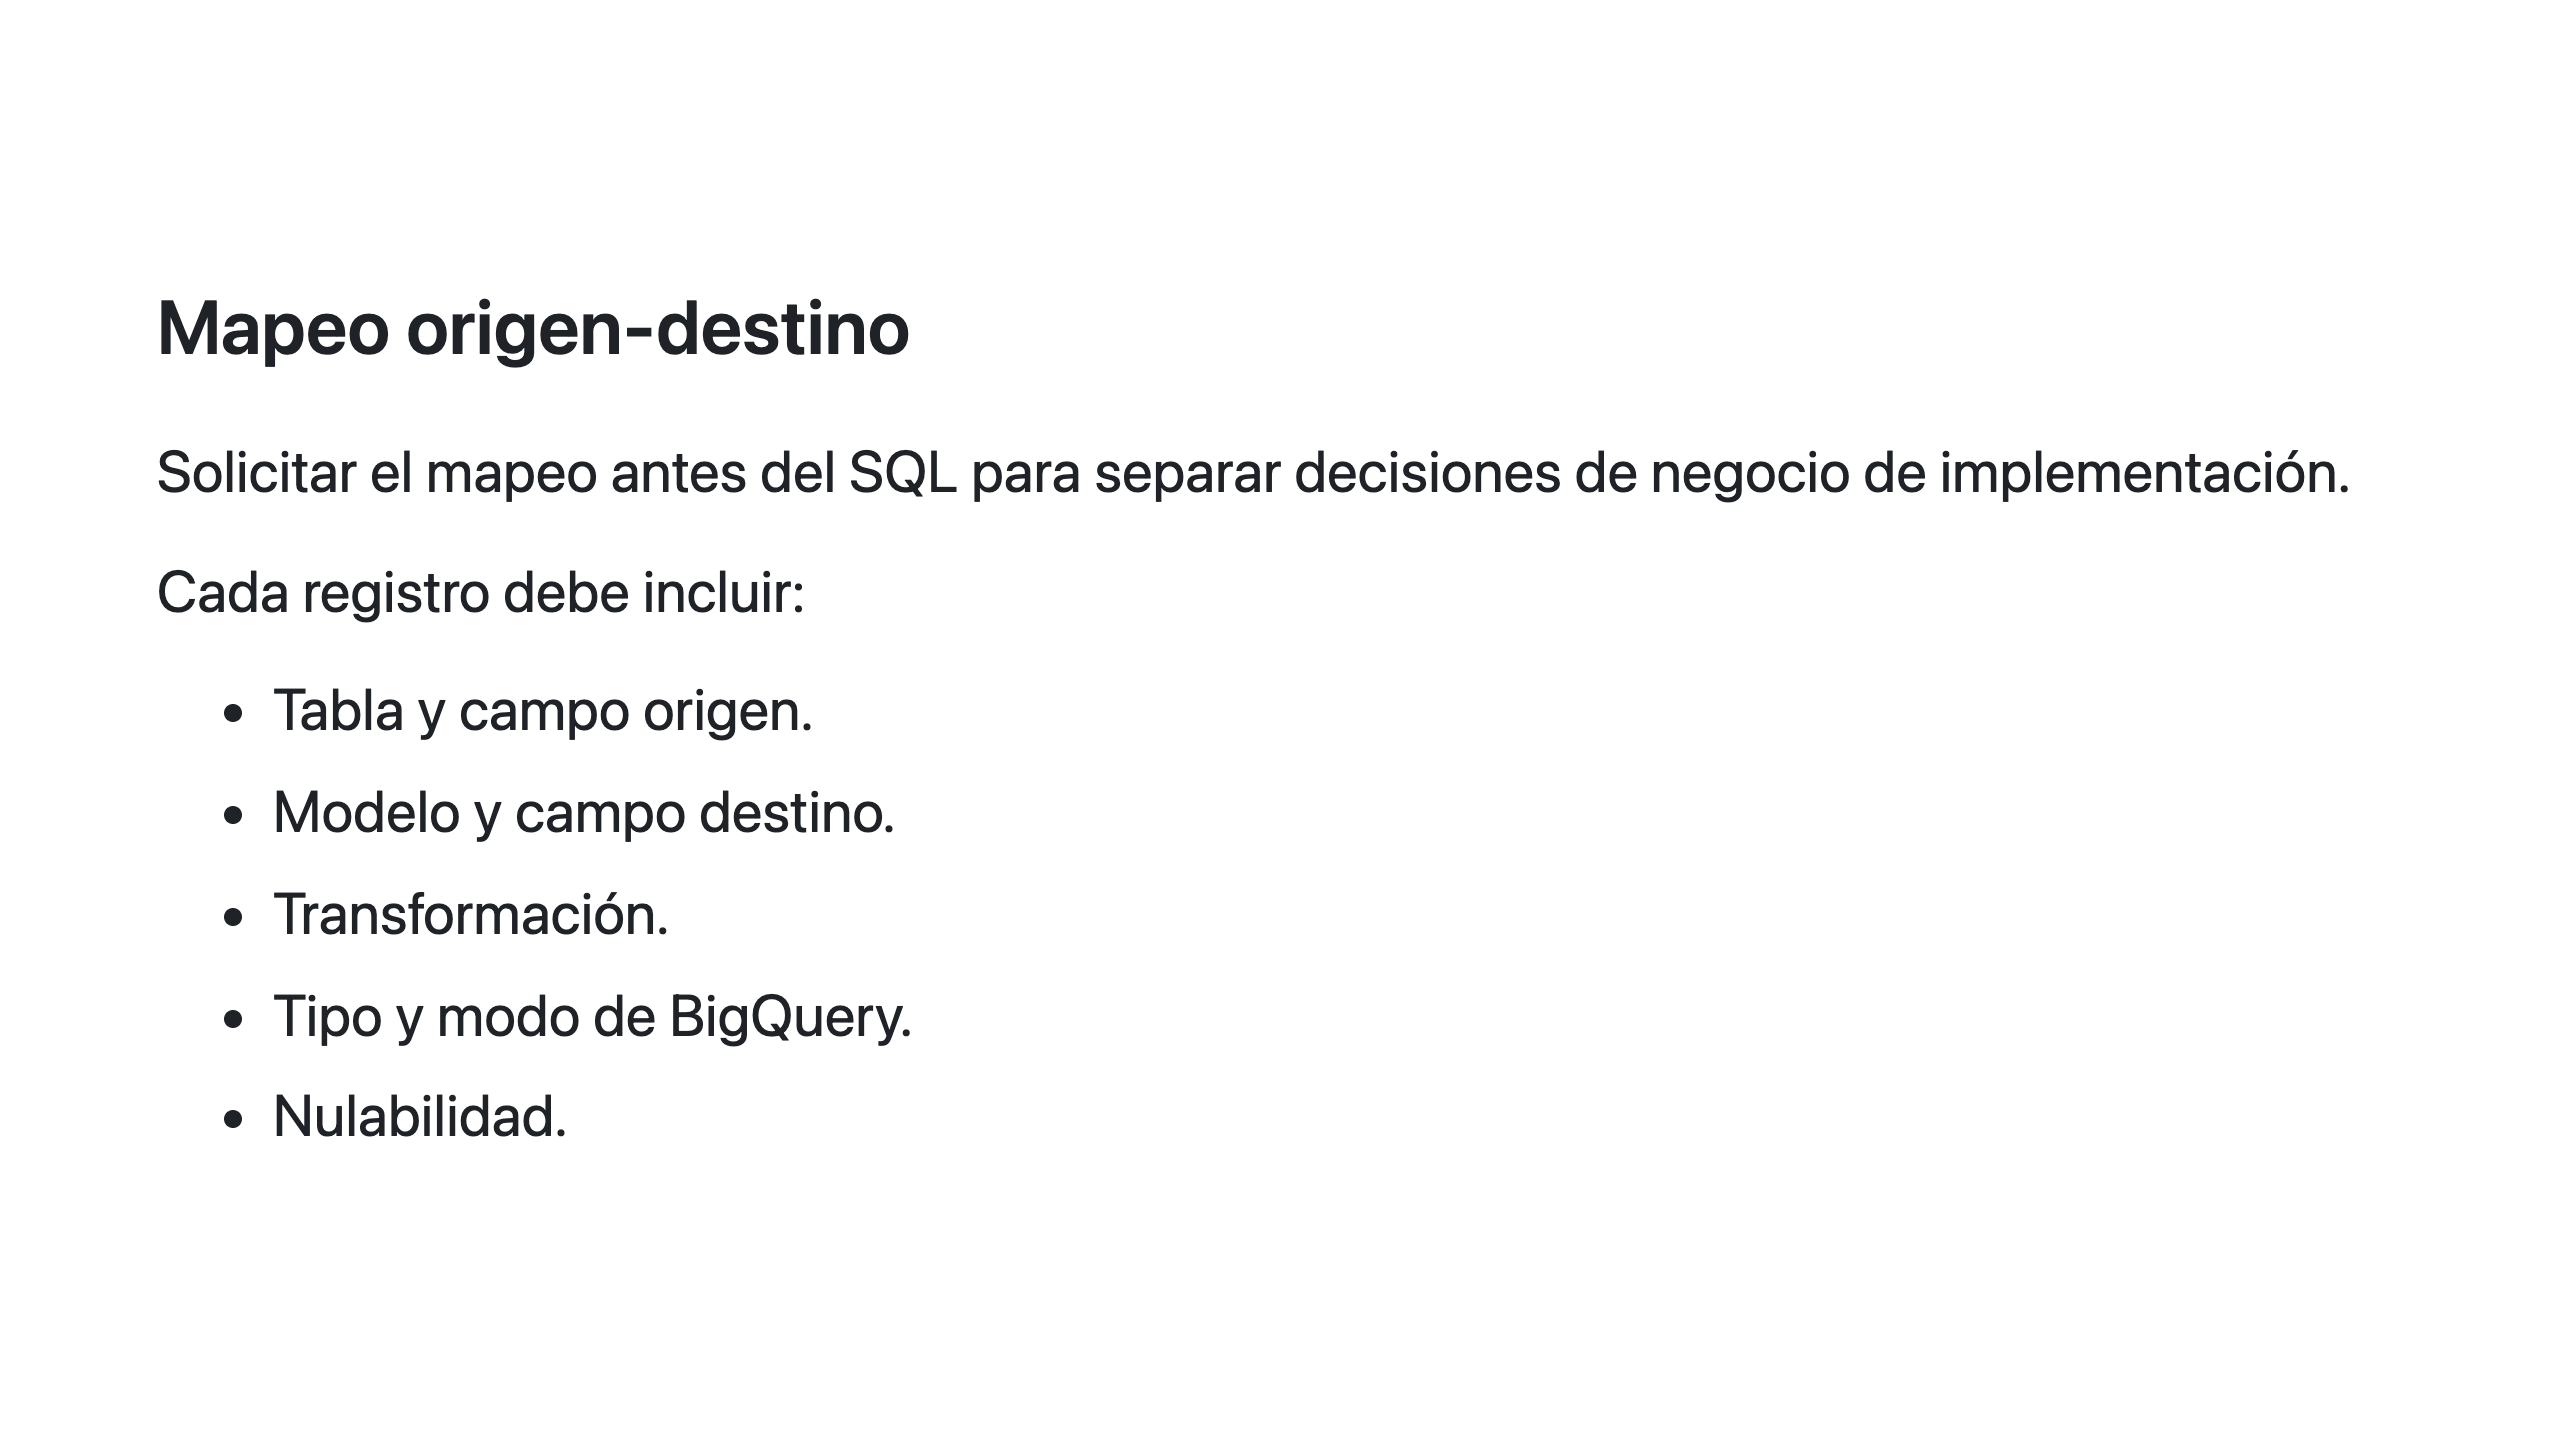 Mapeo origen-destino
Solicitar el mapeo antes del SQL para separar decisiones de negocio de implementación.
Cada registro debe incluir:
• Tabla y campo origen.
• Modelo y campo destino.
• Transformación.
• Tipo y modo de BigQuery.
• Nulabilidad.